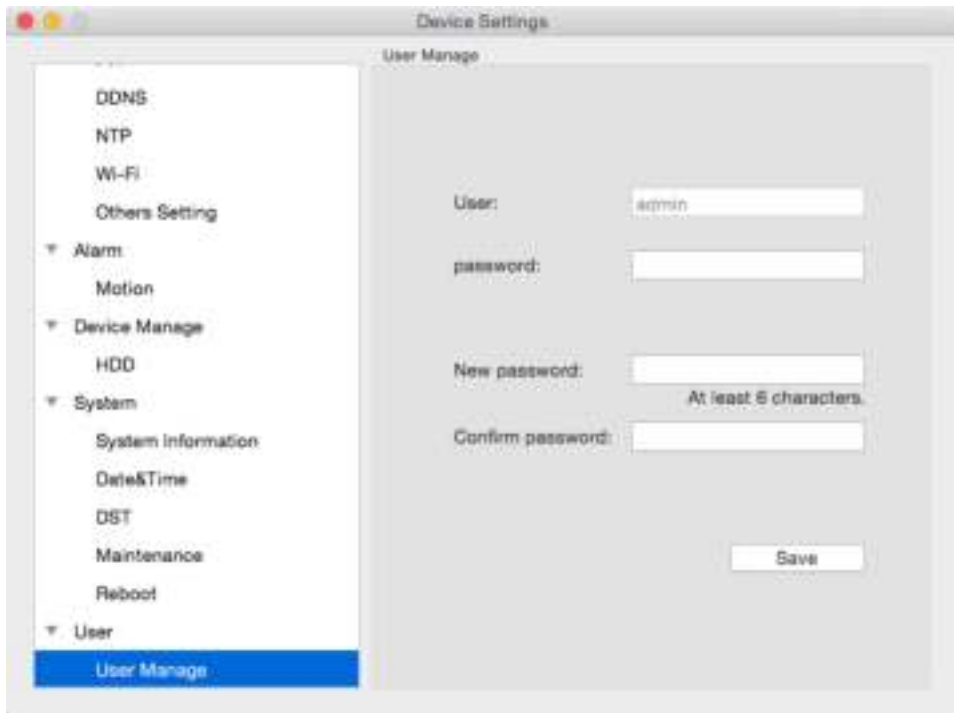 Device Settings
User Manage
DDNS
NTP
Wi-Fi
Others Setting
Alarm
Motion
Device Manage
HDD
System
System Information
Date&Time
DST
Maintenance
Reboot
User
User Manage
User:
admin
password:
New password:
At least 6 characters.
Confirm password:
Save